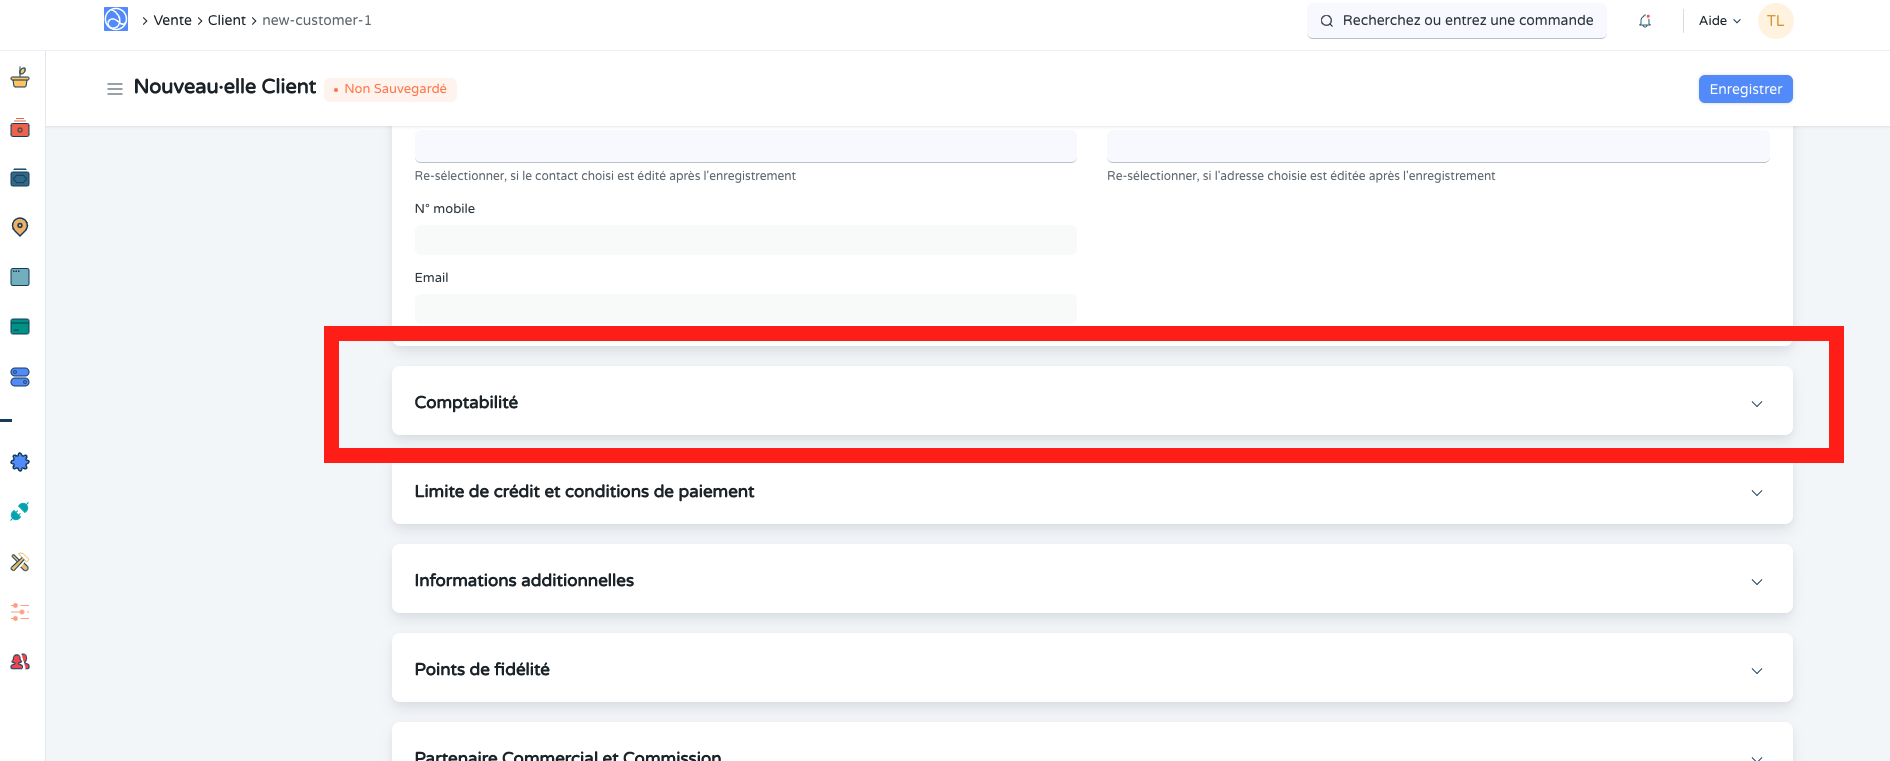 Vente > Client > new-customer-1
Recherchez ou entrez une commande
Aide
TL
Nouveau·elle Client
• Non Sauvegardé
Enregistrer
Re-sélectionner, si le contact choisi est édité après l'enregistrement
Re-sélectionner, si l'adresse choisie est éditée après l'enregistrement
N° mobile
Email
Comptabilité
Limite de crédit et conditions de paiement
Informations additionnelles
Points de fidélité
Partenaire Commercial et Commission